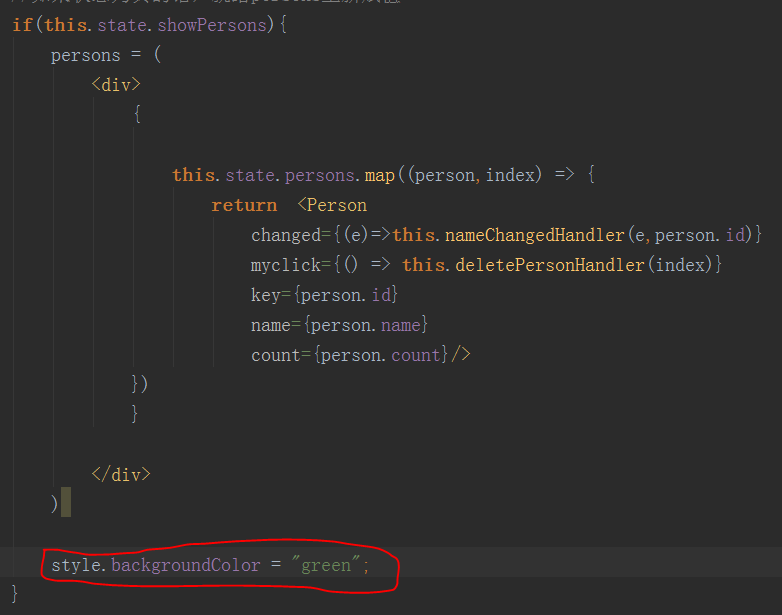 if(this.state.showPersons){
persons = (
<div>
{
this.state.persons.map((person,index) => {
return <Person
changed={(e)=>this.nameChangedHandler(e,person.id)}
myclick={() => this.deletePersonHandler(index)}
key={person.id}
name={person.name}
count={person.count}/>
})
}
</div>
)
style.backgroundColor = "green";
}